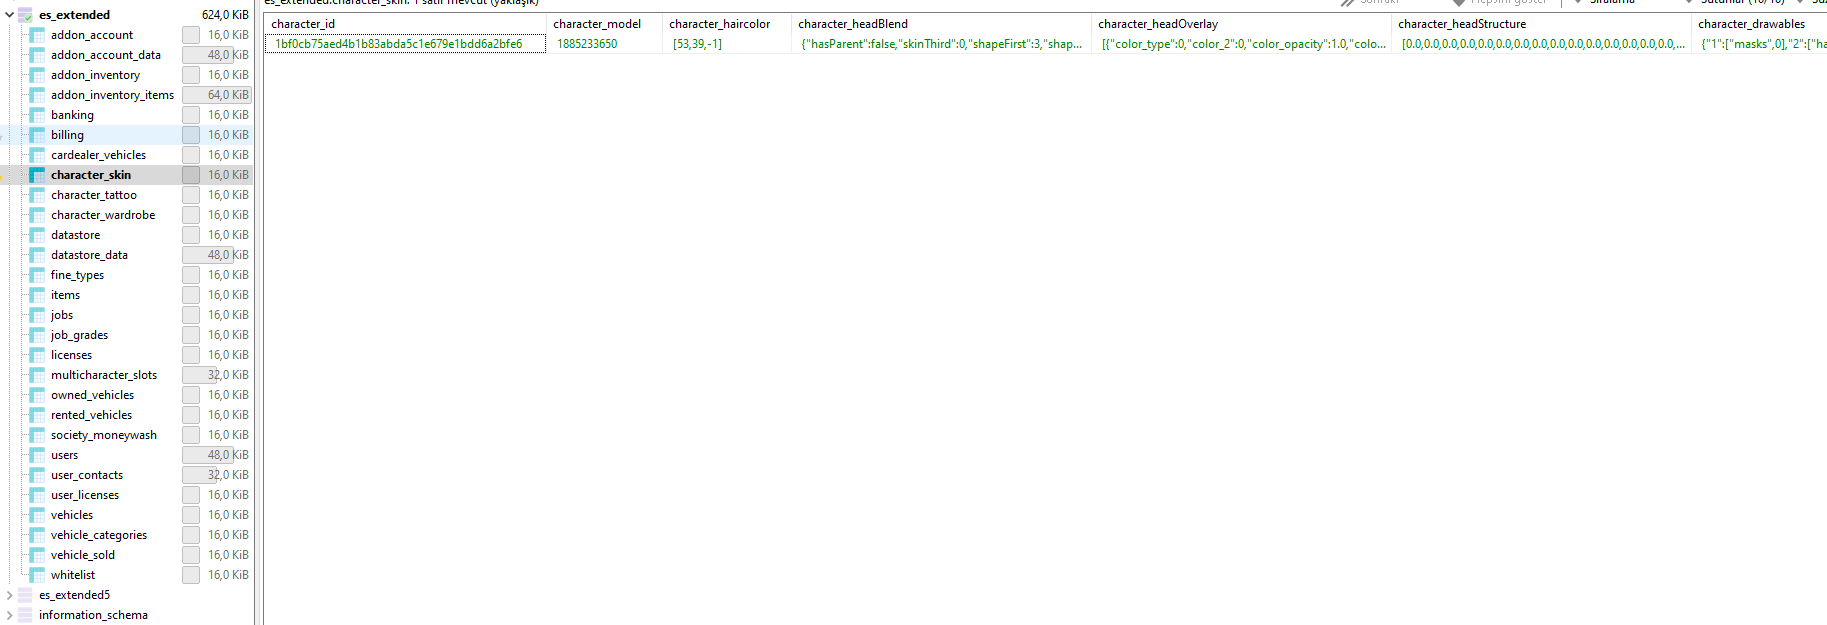 es_extended 624,0 KiB
addon_account 16,0 KiB
addon_account_data 48,0 KiB
addon_inventory 16,0 KiB
addon_inventory_items 64,0 KiB
banking 16,0 KiB
billing 16,0 KiB
cardealer_vehicles 16,0 KiB
character_skin 16,0 KiB
character_tattoo 16,0 KiB
character_wardrobe 16,0 KiB
datastore 16,0 KiB
datastore_data 48,0 KiB
fine_types 16,0 KiB
items 16,0 KiB
jobs 16,0 KiB
job_grades 16,0 KiB
licenses 16,0 KiB
multicharacter_slots 32,0 KiB
owned_vehicles 16,0 KiB
rented_vehicles 16,0 KiB
society_moneywash 16,0 KiB
users 48,0 KiB
user_contacts 32,0 KiB
user_licenses 16,0 KiB
vehicles 16,0 KiB
vehicle_categories 16,0 KiB
vehicle_sold 16,0 KiB
whitelist 16,0 KiB
es_extended5
information_schema
es_extended.character_skin: 1 satır mevcut (yaklaşık)
character_id character_model character_haircolor character_headBlend character_headOverlay character_headStructure character_drawables
1bf0cb75aed4b1b83abda5c1e679e1bdd6a2bfe6 1885233650 [53,39,-1] {"hasParent":false,"skinThird":0,"shapeFirst":3,"shap... [{"color_type":0,"color_2":0,"color_opacity":1.0,"colo... [0.0,0.0,0.0,0.0,0.0,0.0,0.0,0.0,0.0,0.0,0.0,0.0,0.0,0.0,0.0,... {"1":["masks",0],"2":["ha